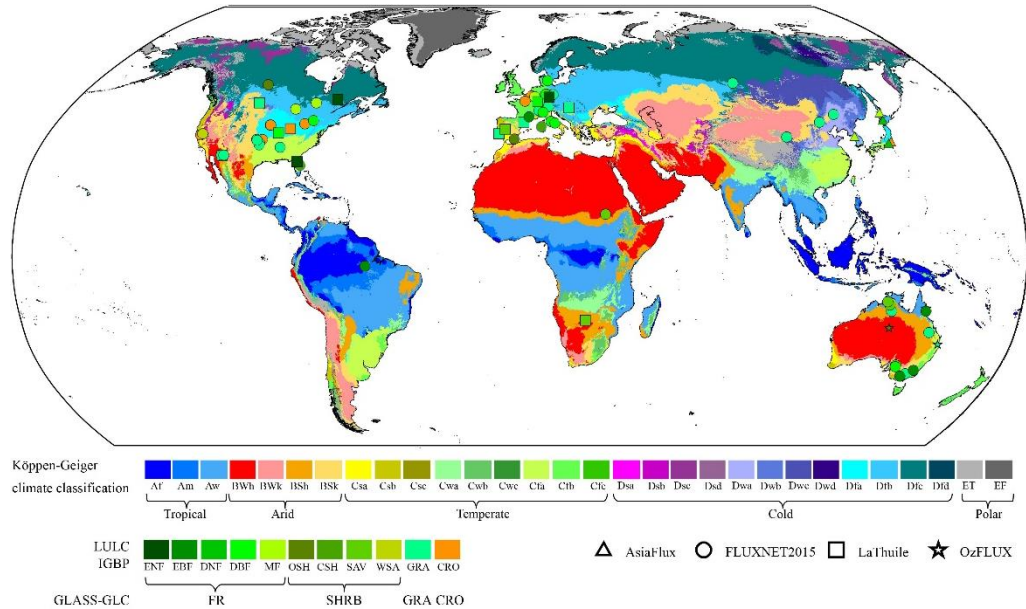 Köppen-Geiger
climate classification
Af Am Aw BWh BWk BSh BSk Csa Csb Csc Cwa Cwb Cwc Cfa Cfb Cfc Dsa Dsb Dsc Dsd Dwa Dwb Dwc Dwd Dfa Dfb Dfc Dfd ET EF
Tropical Arid Temperate Cold Polar
LULC
IGBP
ENF EBF DNF DBF MF OSH CSH SAV WSA GRA CRO
AsiaFlux FLUXNET2015 LaThuile OzFLUX
GLASS-GLC FR SHRB GRA CRO